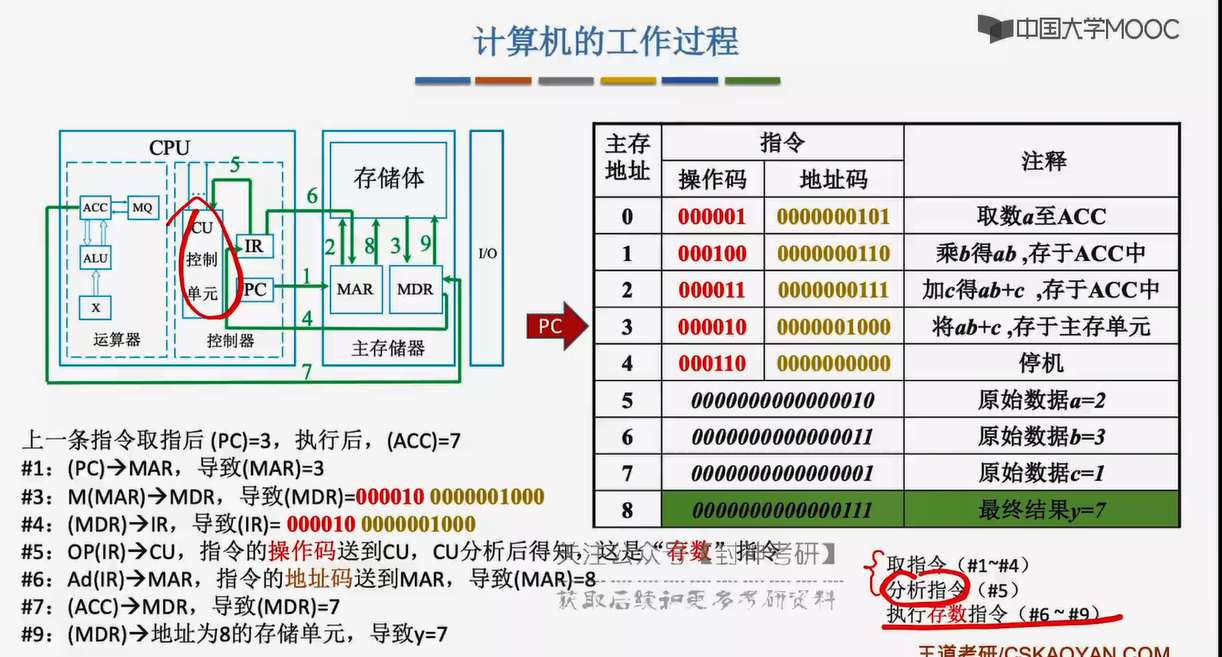 中国大学MOOC
计算机的工作过程
CPU
ACC
MQ
ALU
X
运算器
CU
控制
单元
IR
PC
控制器
5
6
1
4
7
存储体
2
8
3
9
MAR
MDR
主存储器
I/O
PC
主存地址 指令 注释
操作码 地址码
0 000001 0000000101 取数a至ACC
1 000100 0000000110 乘b得ab ,存于ACC中
2 000011 0000000111 加c得ab+c ,存于ACC中
3 000010 0000001000 将ab+c ,存于主存单元
4 000110 0000000000 停机
5 0000000000000010 原始数据a=2
6 0000000000000011 原始数据b=3
7 0000000000000001 原始数据c=1
8 0000000000000111 最终结果y=7
上一条指令取指后 (PC)=3，执行后，(ACC)=7
#1：(PC)→MAR，导致(MAR)=3
#3：M(MAR)→MDR，导致(MDR)=000010 0000001000
#4：(MDR)→IR，导致(IR)= 000010 0000001000
#5：OP(IR)→CU，指令的操作码送到CU，CU分析后得知，这是“存数”指令
#6：Ad(IR)→MAR，指令的地址码送到MAR，导致(MAR)=8
#7：(ACC)→MDR，导致(MDR)=7
#9：(MDR)→地址为8的存储单元，导致y=7
关注公众号【封神考研】
获取后续和更多考研资料
取指令（#1~#4）
分析指令（#5）
执行存数指令（#6~#9）
王道考研/CSKAOYAN.COM